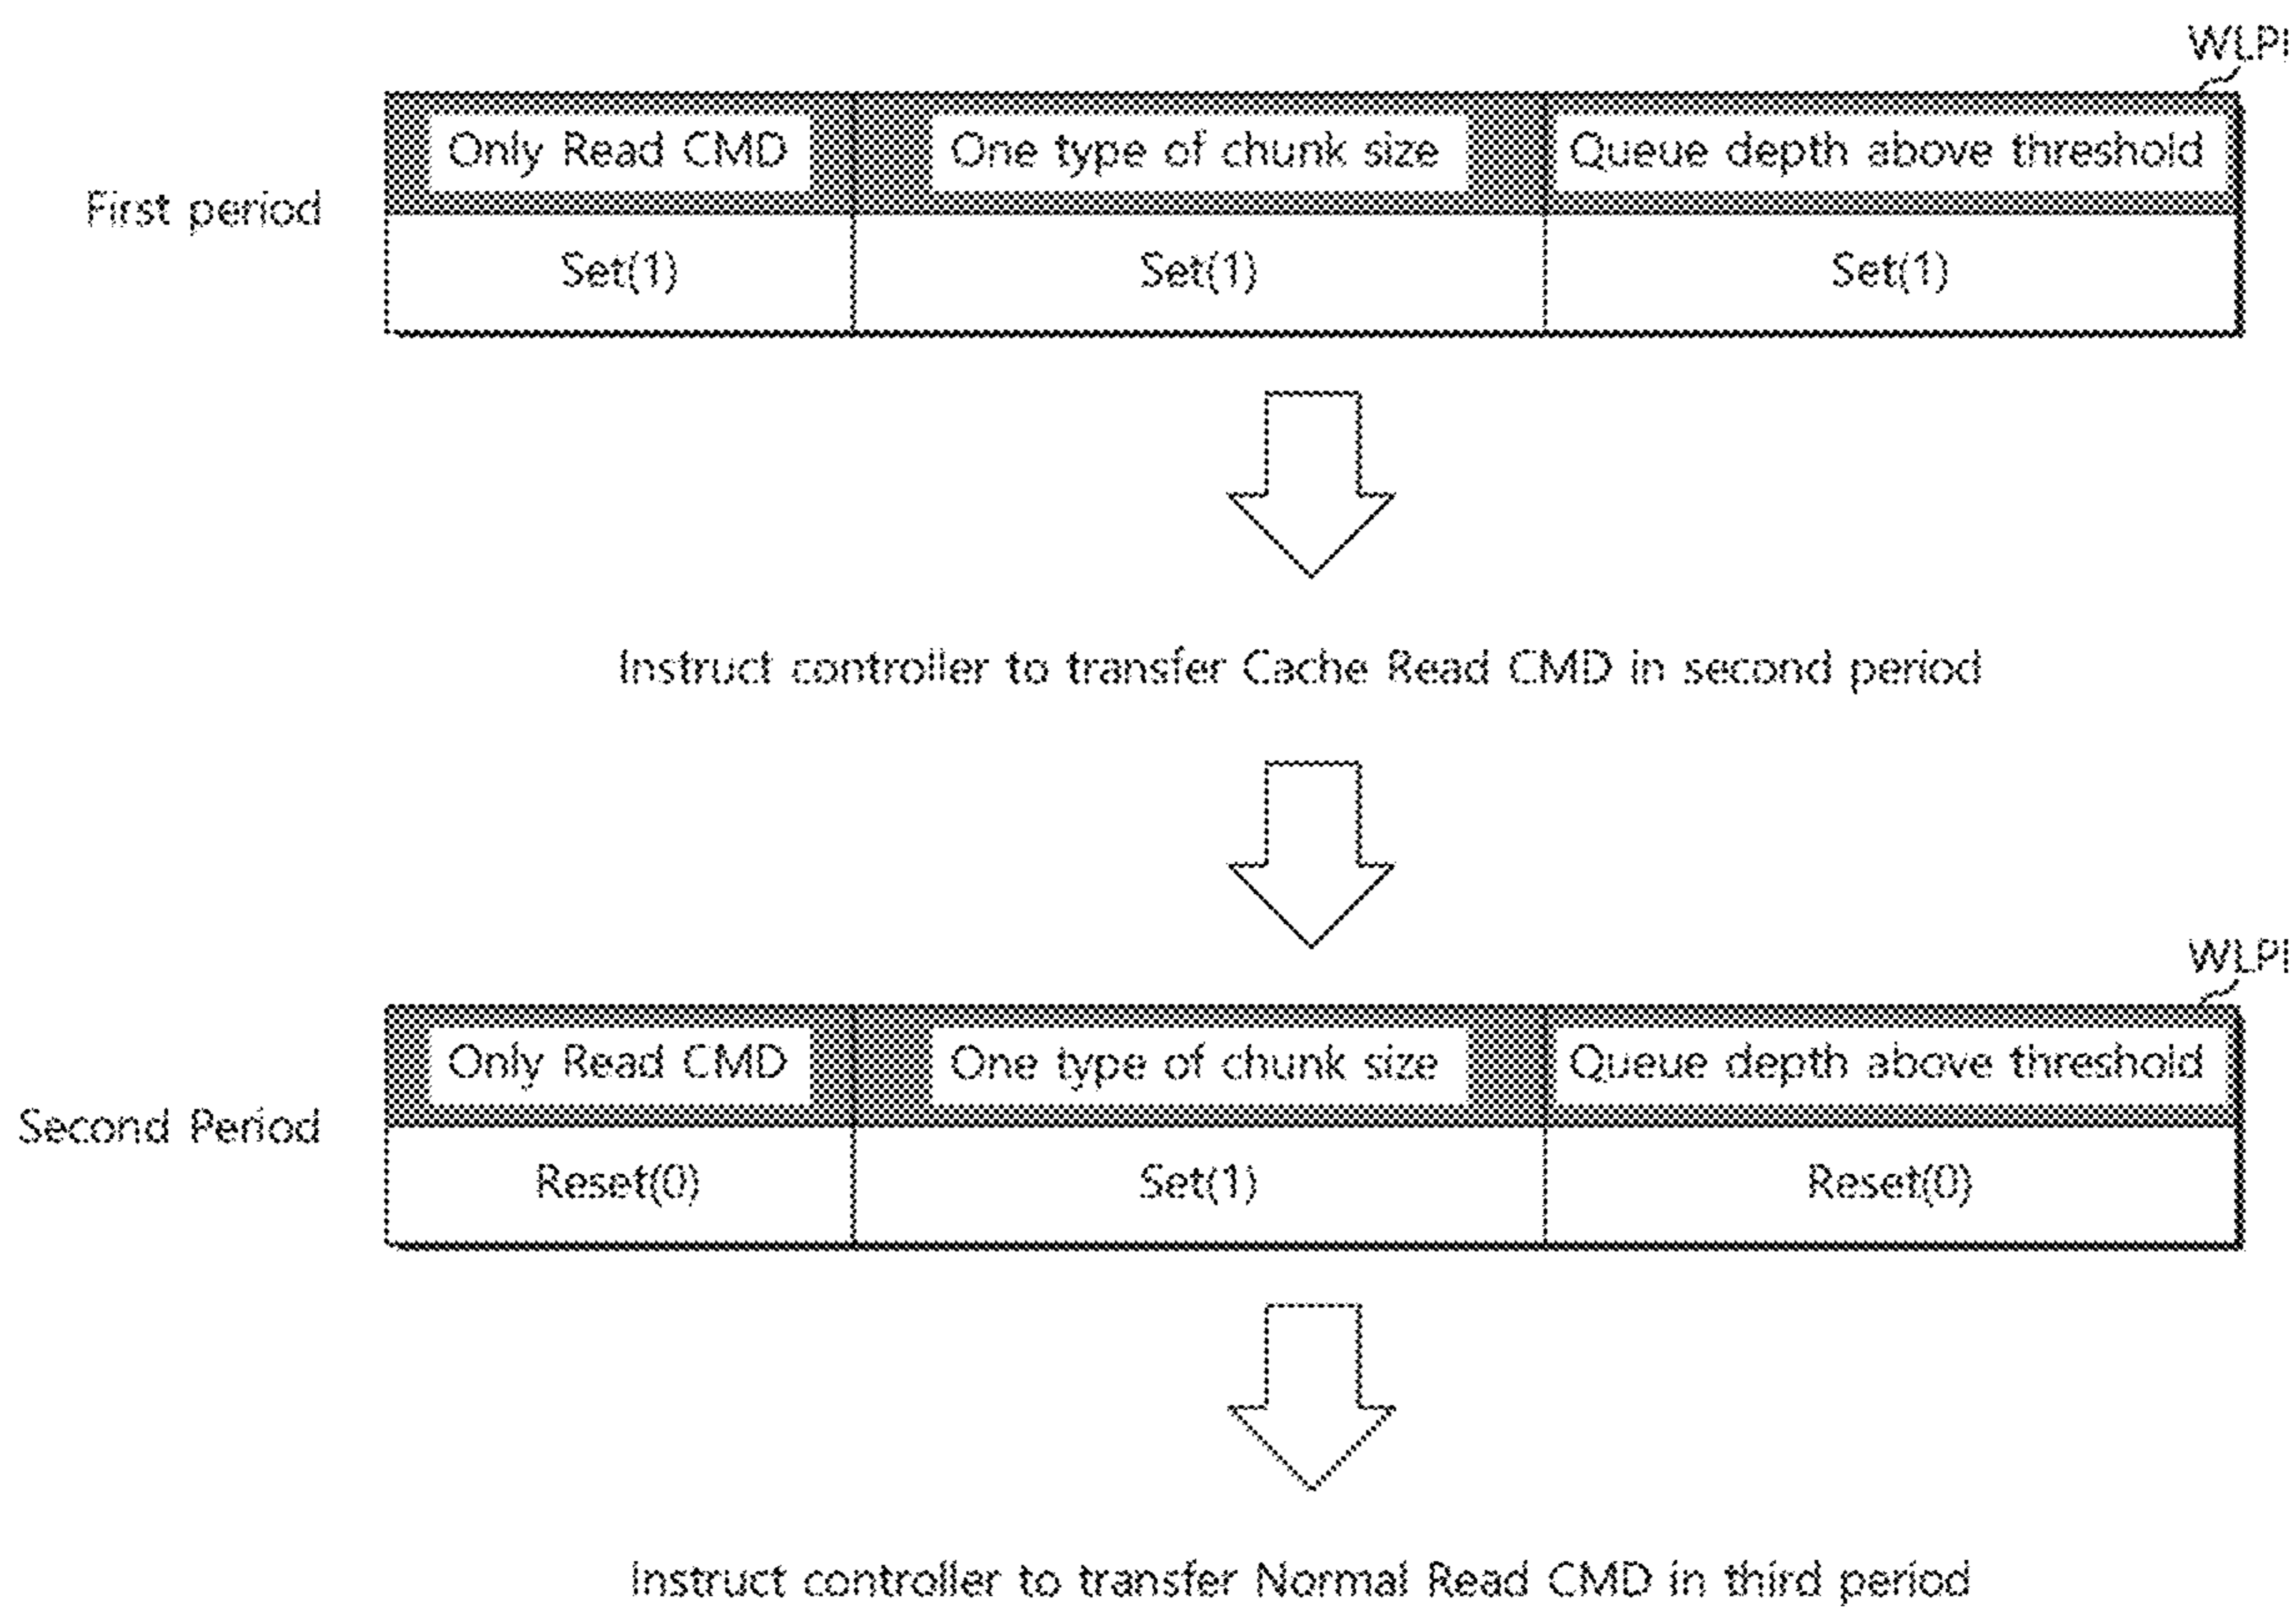 WLPI
Only Read CMD One type of chunk size Queue depth above threshold
First period
Set(1) Set(1) Set(1)
Instruct controller to transfer Cache Read CMD in second period
WLPI
Only Read CMD One type of chunk size Queue depth above threshold
Second Period
Reset(0) Set(1) Reset(0)
Instruct controller to transfer Normal Read CMD in third period